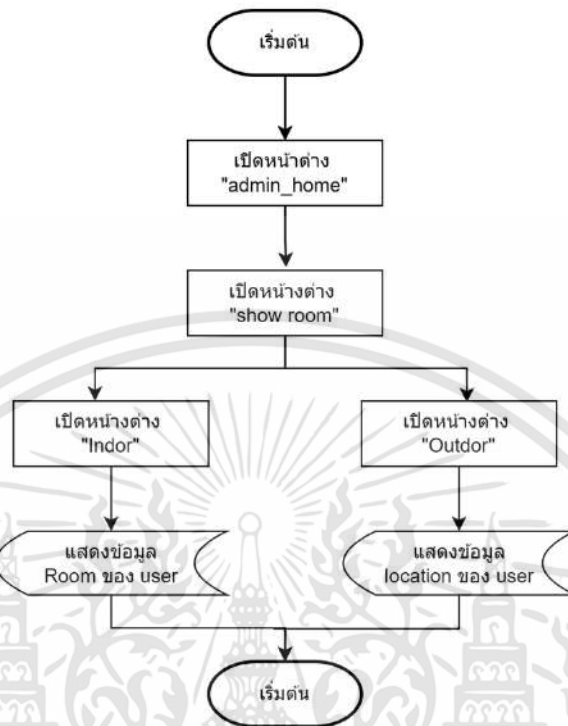 เริ่มต้น
เปิดหน้าต่าง
"admin_home"
เปิดหน้างต่าง
"show room"
เปิดหน้างต่าง
"Indor"
เปิดหน้างต่าง
"Outdor"
แสดงข้อมูล
Room ของ user
แสดงข้อมูล
location ของ user
เริ่มต้น